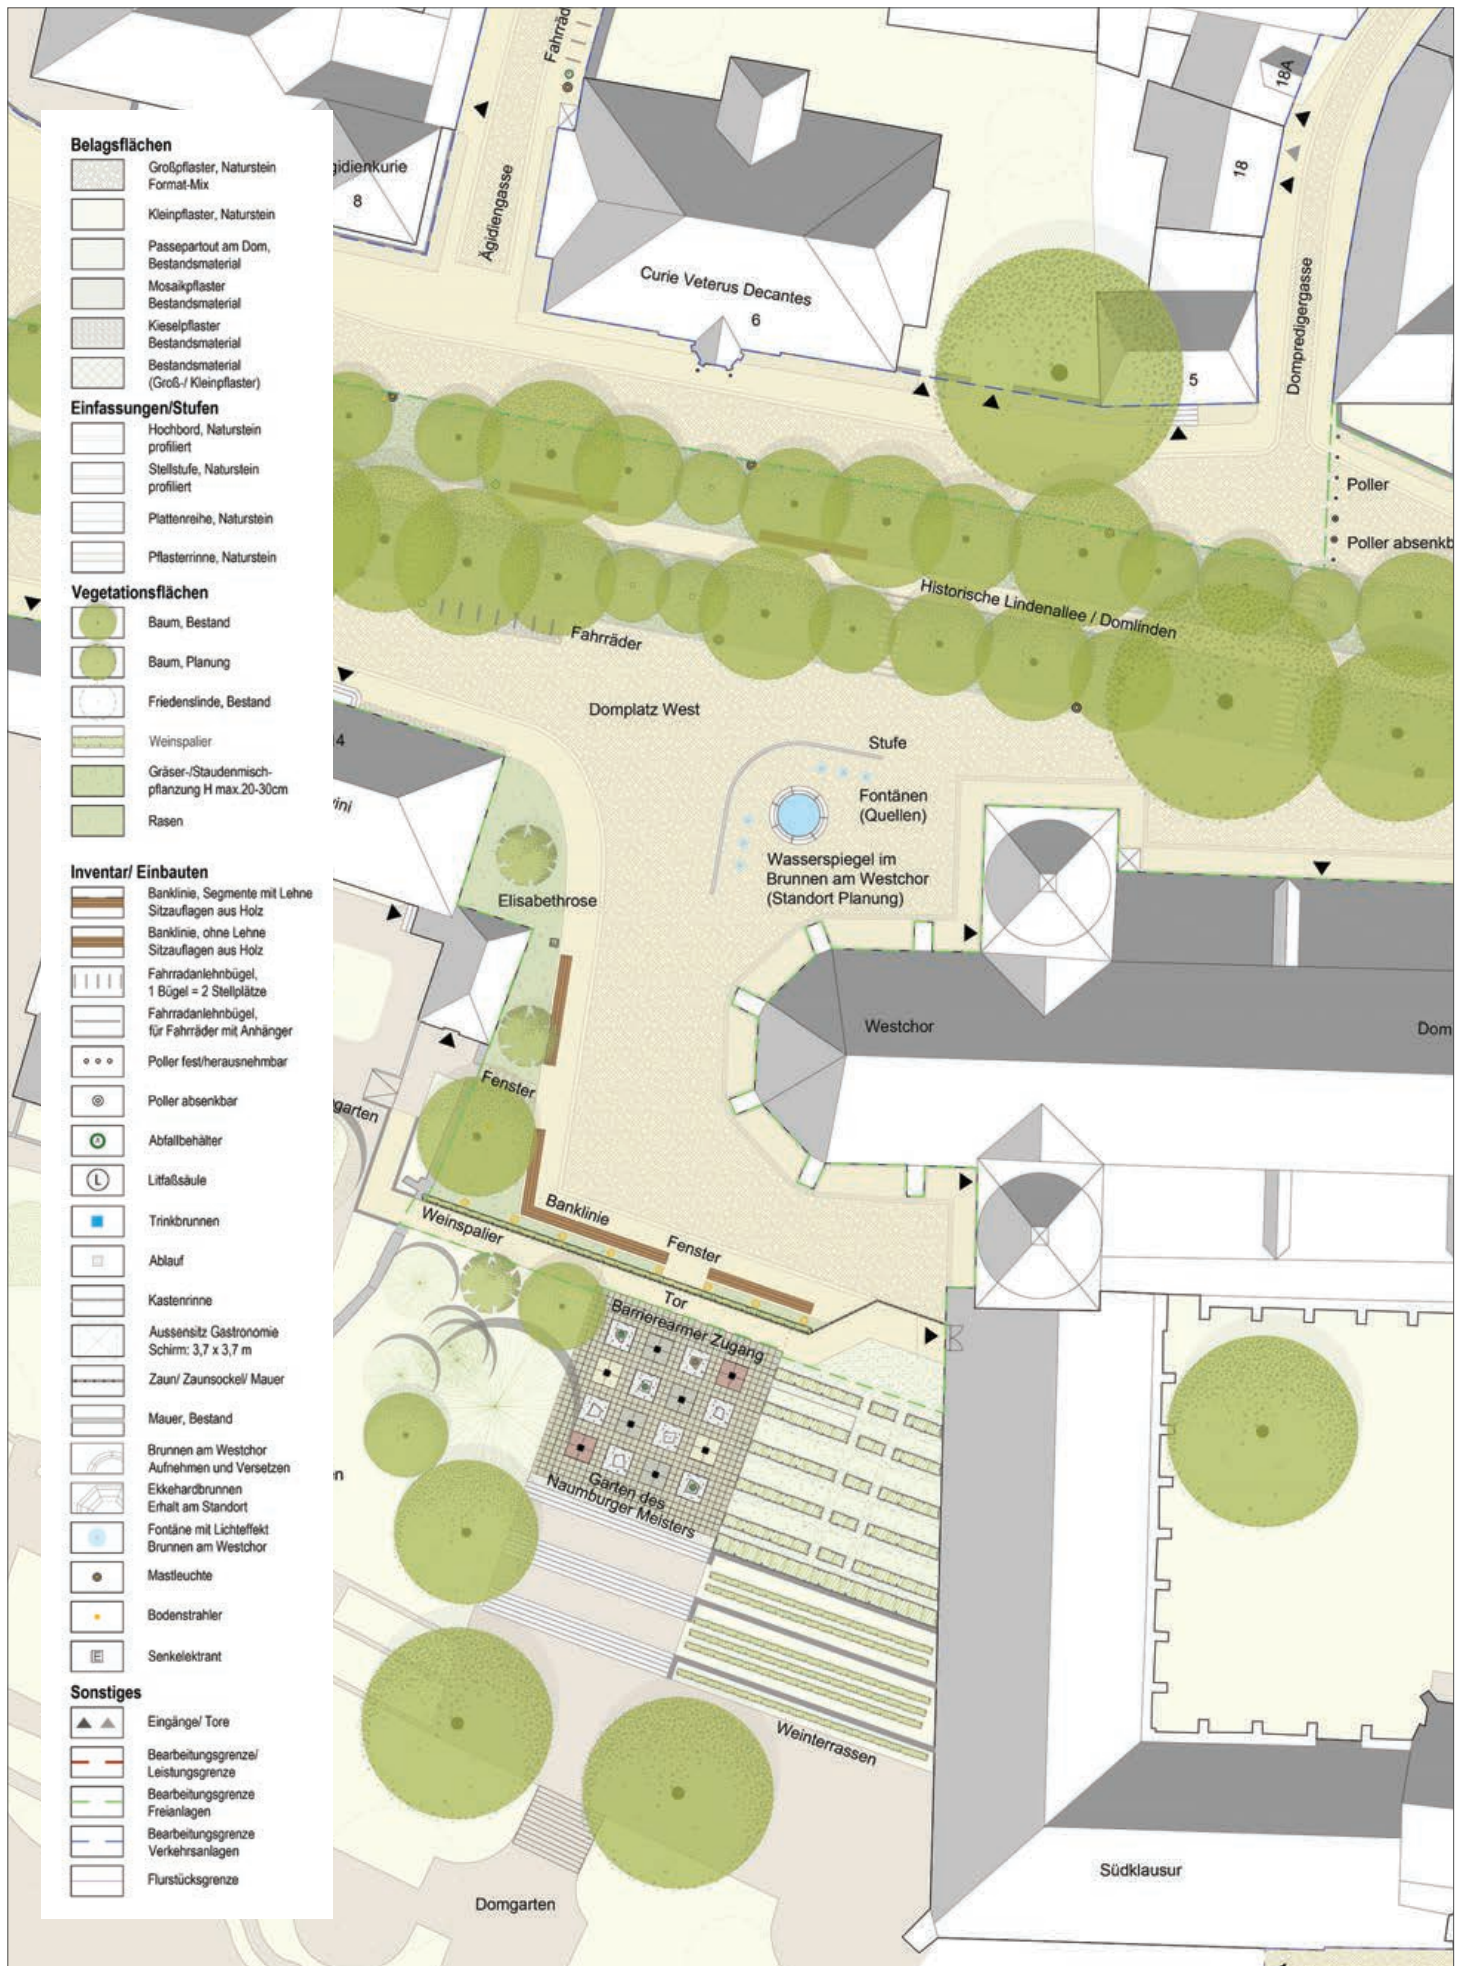 Belagsflächen
Großpflaster, Naturstein
Format-Mix
Kleinpflaster, Naturstein
Passepartout am Dom,
Bestandsmaterial
Mosaikpflaster
Bestandsmaterial
Kieselpflaster
Bestandsmaterial
Bestandsmaterial
(Groß-/ Kleinpflaster)
Einfassungen/Stufen
Hochbord, Naturstein
profiliert
Stellstufe, Naturstein
profiliert
Plattenreihe, Naturstein
Pflasterrinne, Naturstein
Vegetationsflächen
Baum, Bestand
Baum, Planung
Friedenslinde, Bestand
Weinspalier
Gräser-/Staudenmisch-
pflanzung H max.20-30cm
Rasen
Inventar/ Einbauten
Banklinie, Segmente mit Lehne
Sitzauflagen aus Holz
Banklinie, ohne Lehne
Sitzauflagen aus Holz
Fahrradanlehnbügel,
1 Bügel = 2 Stellplätze
Fahrradanlehnbügel,
für Fahrräder mit Anhänger
Poller fest/herausnehmbar
Poller absenkbar
Abfallbehälter
L
Litfaßsäule
Trinkbrunnen
Ablauf
Kastenrinne
Aussensitz Gastronomie
Schirm: 3,7 x 3,7 m
Zaun/ Zaunsockel/ Mauer
Mauer, Bestand
Brunnen am Westchor
Aufnehmen und Versetzen
Ekkehardbrunnen
Erhalt am Standort
Fontäne mit Lichteffekt
Brunnen am Westchor
Mastleuchte
Bodenstrahler
E
Senkelektrant
Sonstiges
Eingänge/ Tore
Bearbeitungsgrenze/
Leistungsgrenze
Bearbeitungsgrenze
Freianlagen
Bearbeitungsgrenze
Verkehrsanlagen
Flurstücksgrenze
Fahrräd
gidienkurie
8
Ägidiengasse
Curie Veterus Decantes
6
18A
18
5
Dompredigergasse
Poller
Poller absenkb
Historische Lindenallee / Domlinden
Fahrräder
Domplatz West
4
ini
Stufe
Fontänen
(Quellen)
Wasserspiegel im
Brunnen am Westchor
(Standort Planung)
Elisabethrose
Westchor
Dom
Fenster
garten
Banklinie
Weinspalier
Fenster
Tor
Barrierearmer Zugang
n
Garten des
Naumburger Meisters
Weinterrassen
Südklausur
Domgarten